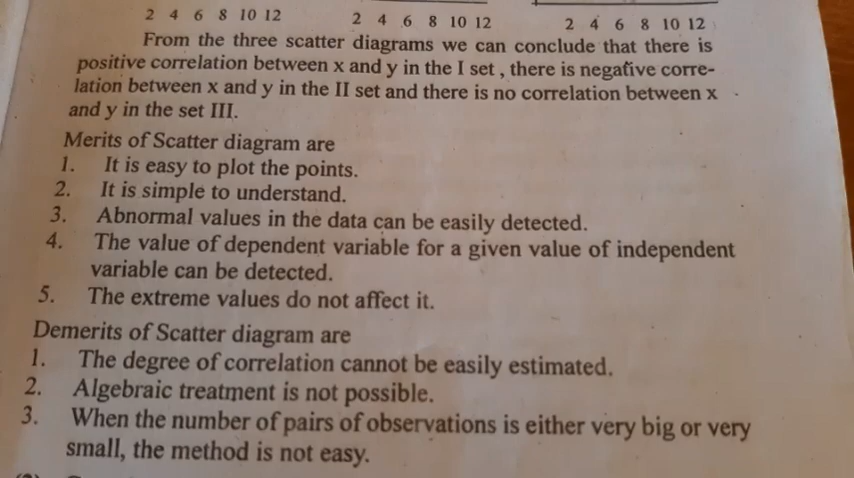 2 4 6 8 10 12 2 4 6 8 10 12 2 4 6 8 10 12
From the three scatter diagrams we can conclude that there is
positive correlation between x and y in the I set , there is negative corre-
lation between x and y in the II set and there is no correlation between x
and y in the set III.
Merits of Scatter diagram are
1. It is easy to plot the points.
2. It is simple to understand.
3. Abnormal values in the data can be easily detected.
4. The value of dependent variable for a given value of independent
variable can be detected.
5. The extreme values do not affect it.
Demerits of Scatter diagram are
1. The degree of correlation cannot be easily estimated.
2. Algebraic treatment is not possible.
3. When the number of pairs of observations is either very big or very
small, the method is not easy.